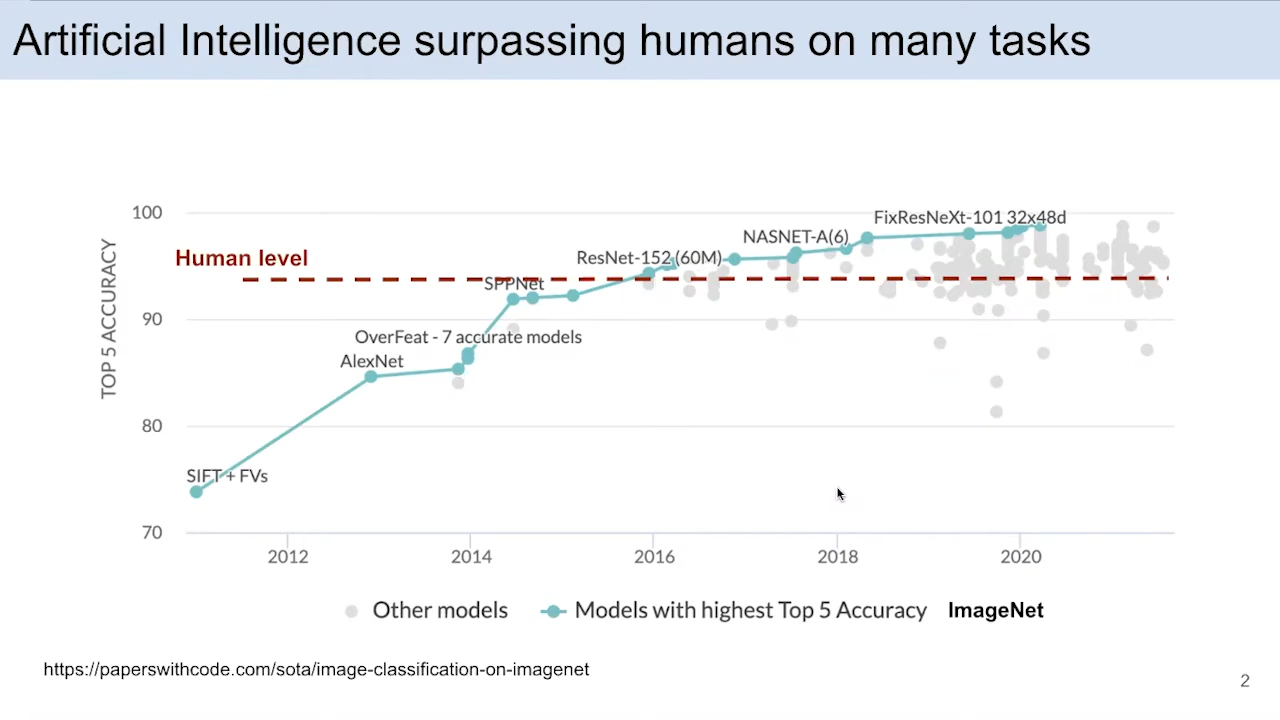 Artificial Intelligence surpassing humans on many tasks
100
90
80
70
TOP 5 ACCURACY
Human level
SIFT + FVs
AlexNet
OverFeat - 7 accurate models
SPPNet
ResNet-152 (60M)
NASNET-A(6)
FixResNeXt-101 32x48d
2012 2014 2016 2018 2020
Other models Models with highest Top 5 Accuracy ImageNet
https://paperswithcode.com/sota/image-classification-on-imagenet
2